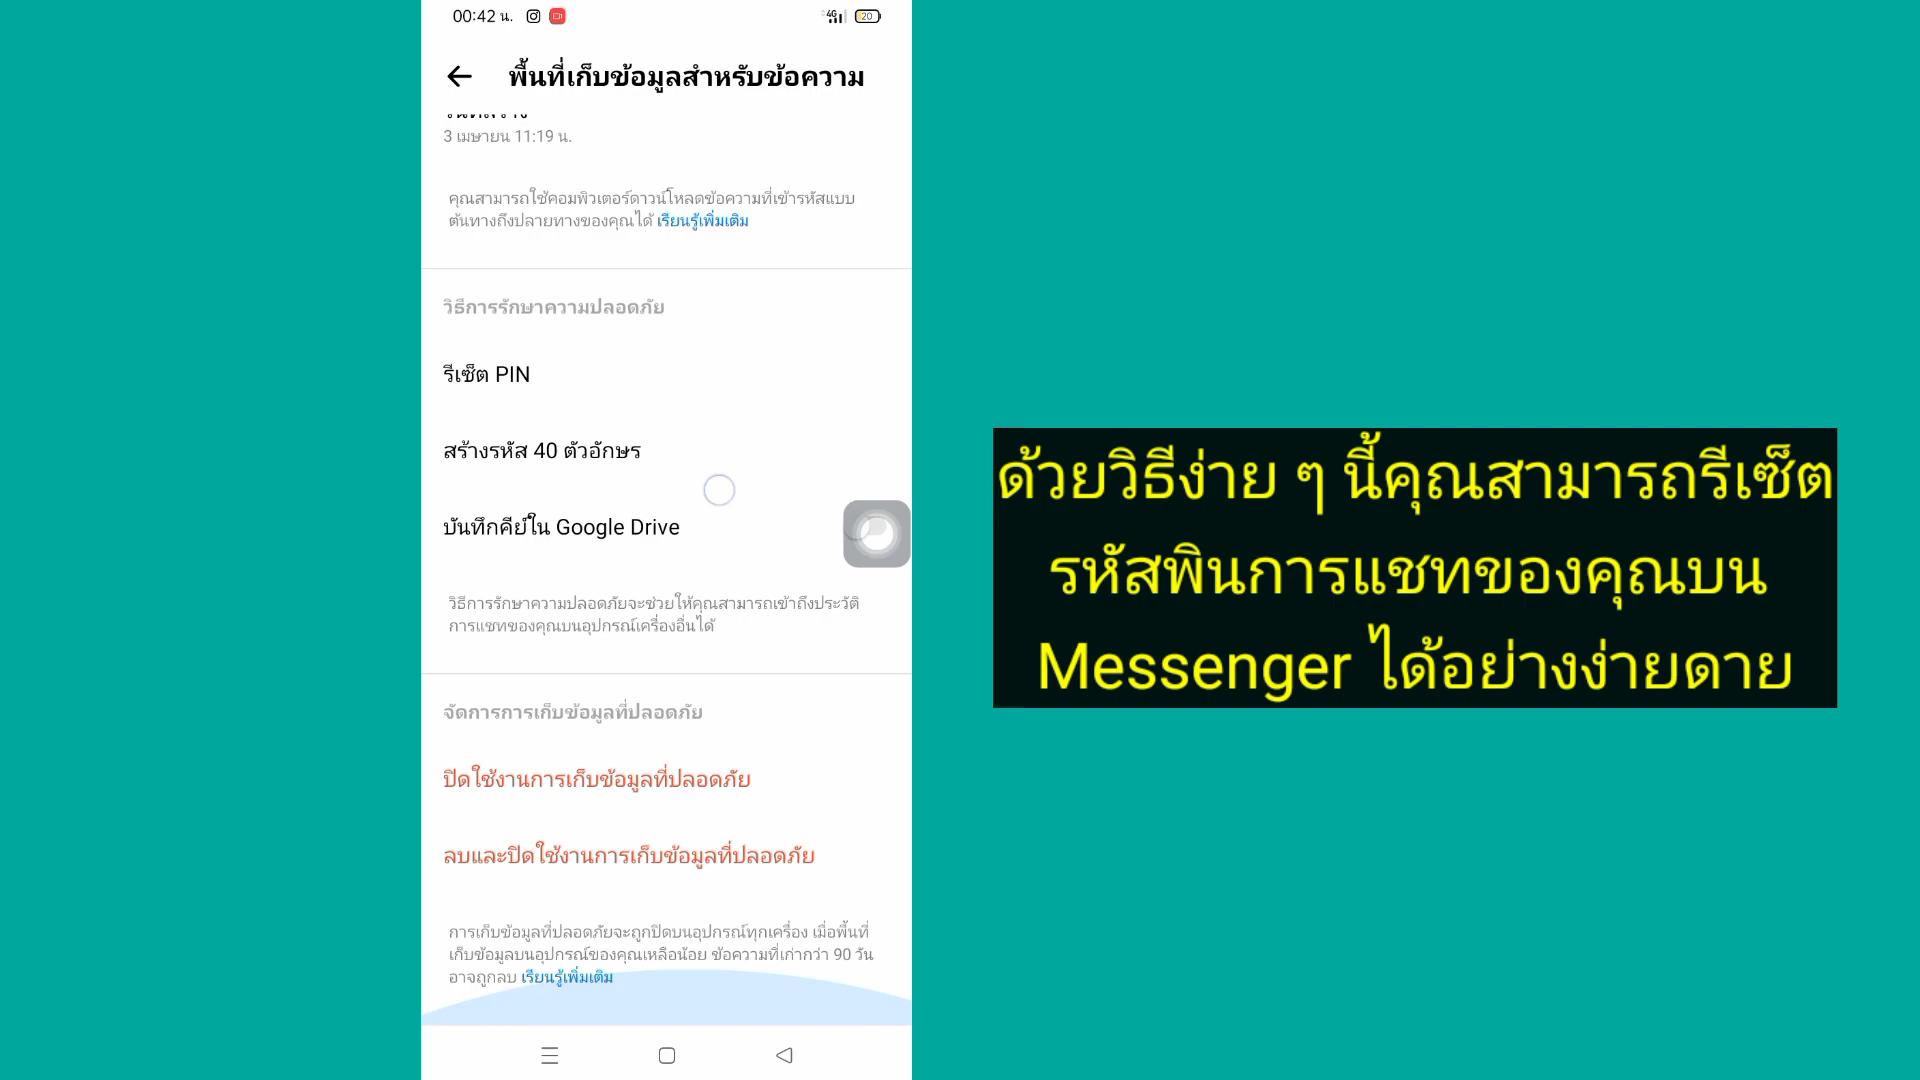 00:42 น.
4G
20
พื้นที่เก็บข้อมูลสำหรับข้อความ
3 เมษายน 11:19 น.
คุณสามารถใช้คอมพิวเตอร์ดาวน์โหลดข้อความที่เข้ารหัสแบบ
ต้นทางถึงปลายทางของคุณได้ เรียนรู้เพิ่มเติม
วิธีการรักษาความปลอดภัย
รีเซ็ต PIN
สร้างรหัส 40 ตัวอักษร
บันทึกคีย์ใน Google Drive
วิธีการรักษาความปลอดภัยจะช่วยให้คุณสามารถเข้าถึงประวัติ
การแชทของคุณบนอุปกรณ์เครื่องอื่นได้
จัดการการเก็บข้อมูลที่ปลอดภัย
ปิดใช้งานการเก็บข้อมูลที่ปลอดภัย
ลบและปิดใช้งานการเก็บข้อมูลที่ปลอดภัย
การเก็บข้อมูลที่ปลอดภัยจะถูกปิดบนอุปกรณ์ทุกเครื่อง เมื่อพื้นที่
เก็บข้อมูลบนอุปกรณ์ของคุณเหลือน้อย ข้อความที่เก่ากว่า 90 วัน
อาจถูกลบ เรียนรู้เพิ่มเติม
ด้วยวิธีง่าย ๆ นี้คุณสามารถรีเซ็ต
รหัสพินการแชทของคุณบน
Messenger ได้อย่างง่ายดาย